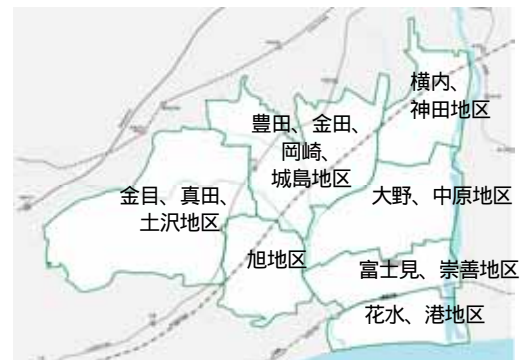 横内、
神田地区
豊田、金田、
岡崎、
城島地区
金目、真田、
土沢地区
大野、中原地区
旭地区
富士見、崇善地区
花水、港地区